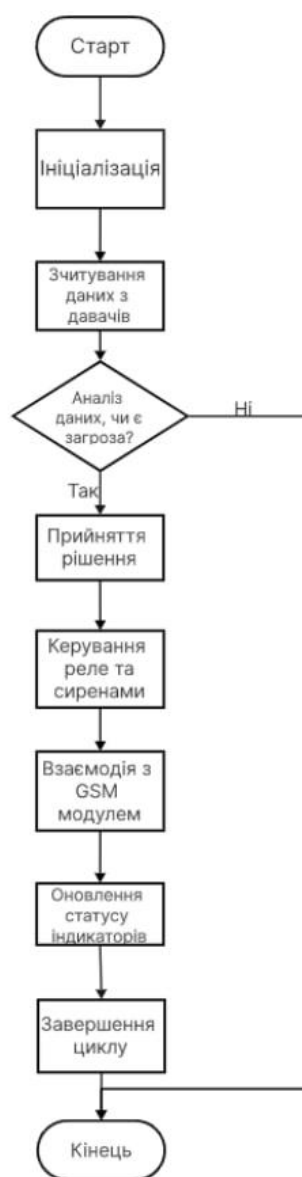 Старт
Ініціалізація
Зчитування
даних з
давачів
Аналіз
даних, чи є
загроза?
Ні
Так
Прийняття
рішення
Керування
реле та
сиренами
Взаємодія з
GSM
модулем
Оновлення
статусу
індикаторів
Завершення
циклу
Кінець